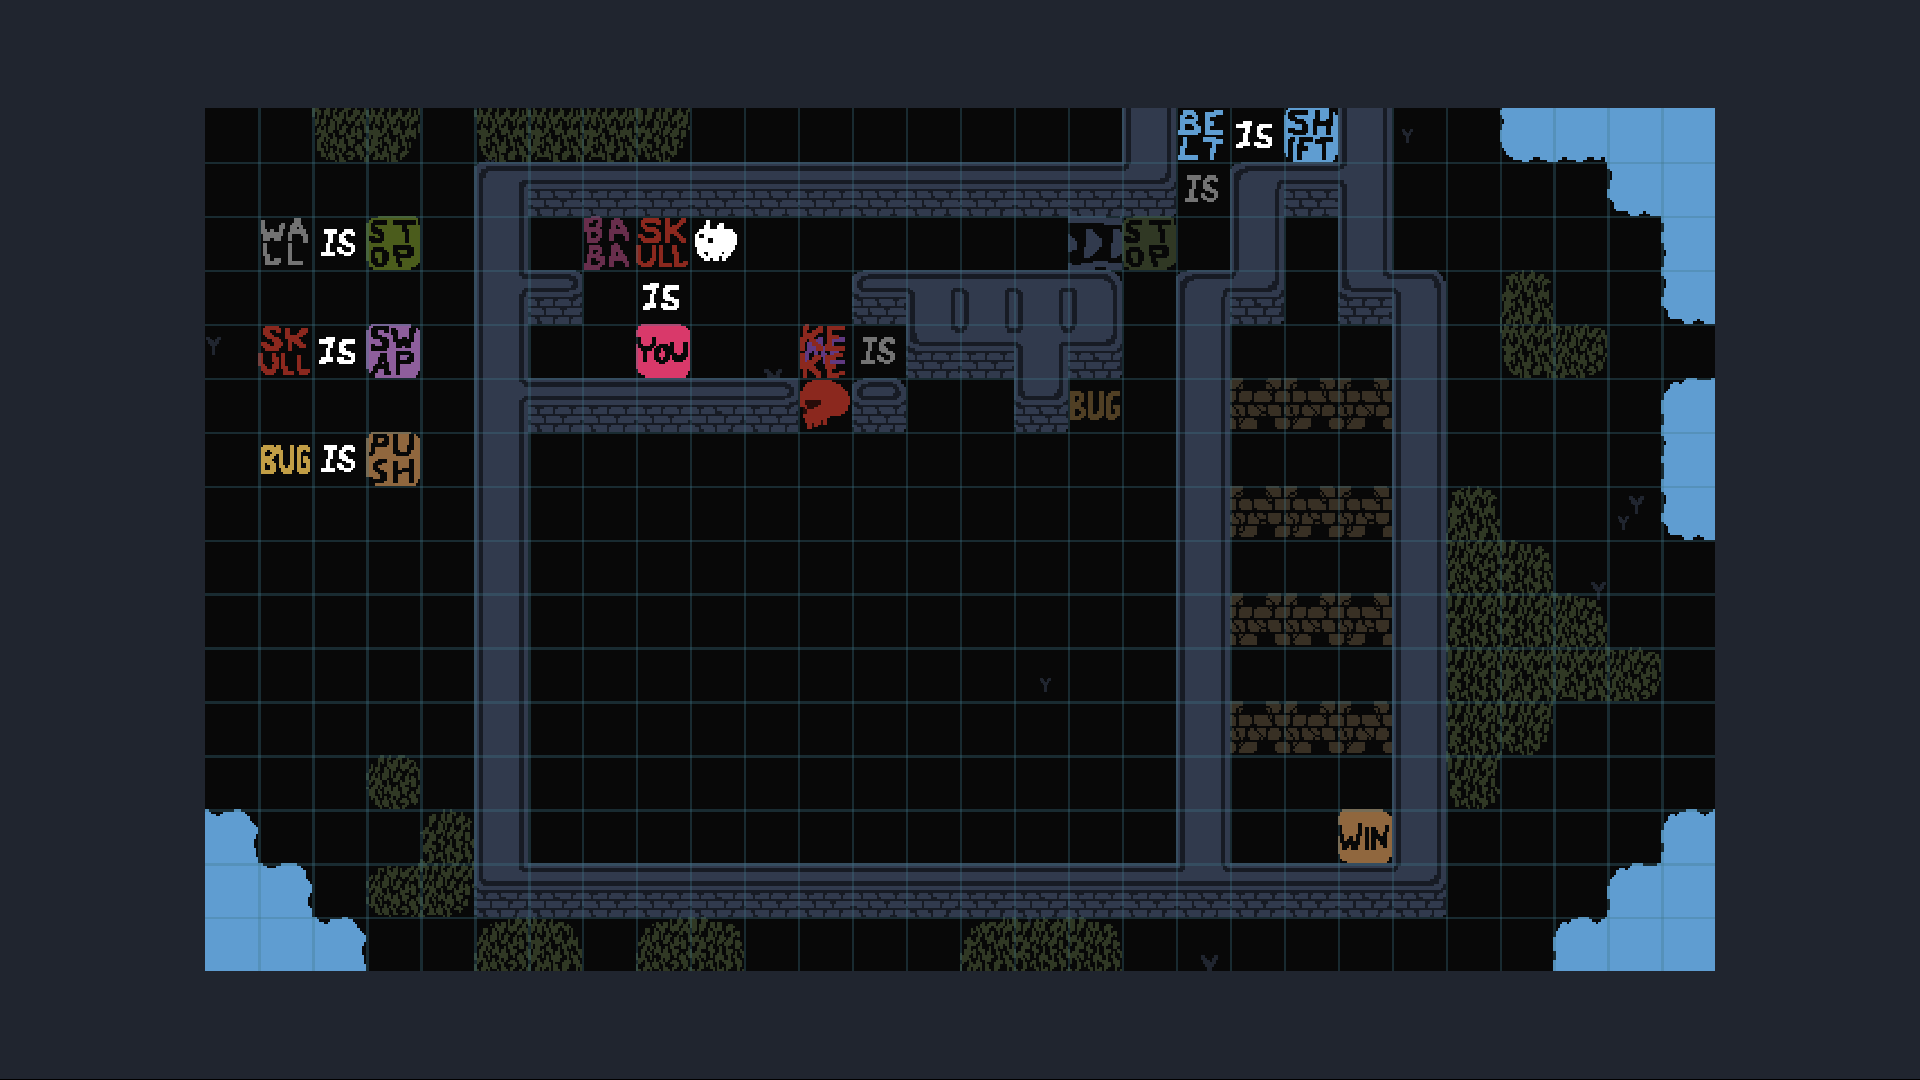 BELT IS SHIFT
IS
WALL IS STOP
BABA SKULL
STOP
IS
SKULL IS SWAP
YOU
KEKE IS
BUG
BUG IS PUSH
WIN